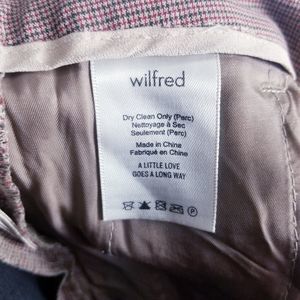 wilfred
Dry Clean Only (Perc)
Nettoyage à Sec
Seulement (Perc)
Made in China
Fabriqué en Chine
A LITTLE LOVE
GOES A LONG WAY
P